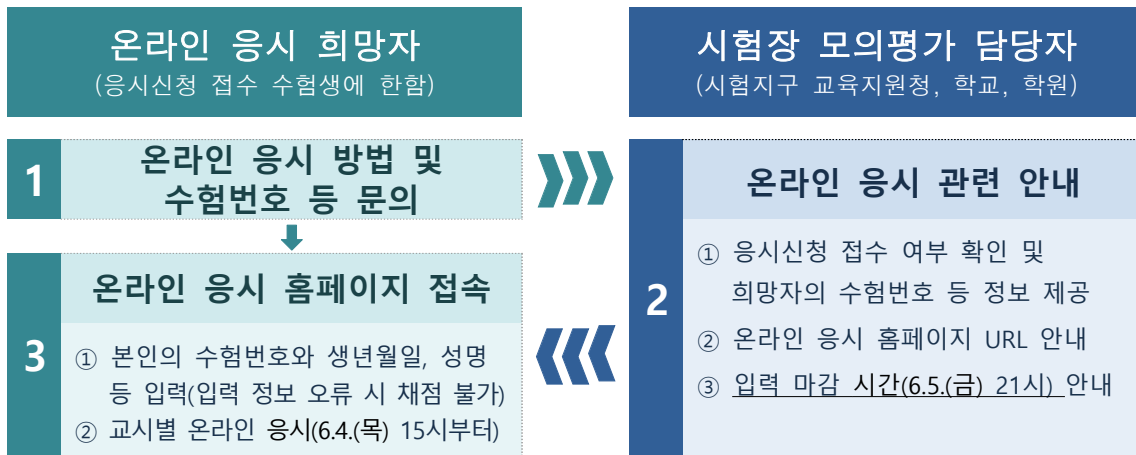 온라인 응시 희망자
(응시신청 접수 수험생에 한함)
시험장 모의평가 담당자
(시험지구 교육지원청, 학교, 학원)
1
온라인 응시 방법 및
수험번호 등 문의
2
온라인 응시 관련 안내
① 응시신청 접수 여부 확인 및
희망자의 수험번호 등 정보 제공
② 온라인 응시 홈페이지 URL 안내
③ 입력 마감 시간(6.5.(금) 21시) 안내
3
온라인 응시 홈페이지 접속
① 본인의 수험번호와 생년월일, 성명
등 입력(입력 정보 오류 시 채점 불가)
② 교시별 온라인 응시(6.4.(목) 15시부터)